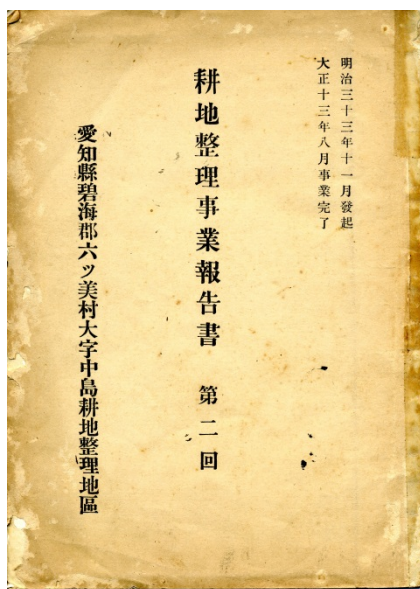 明治三十三年十一月發起
大正十三年八月事業完了
耕地整理事業報告書 第二回
愛知縣碧海郡六ッ美村大字中島耕地整理地區